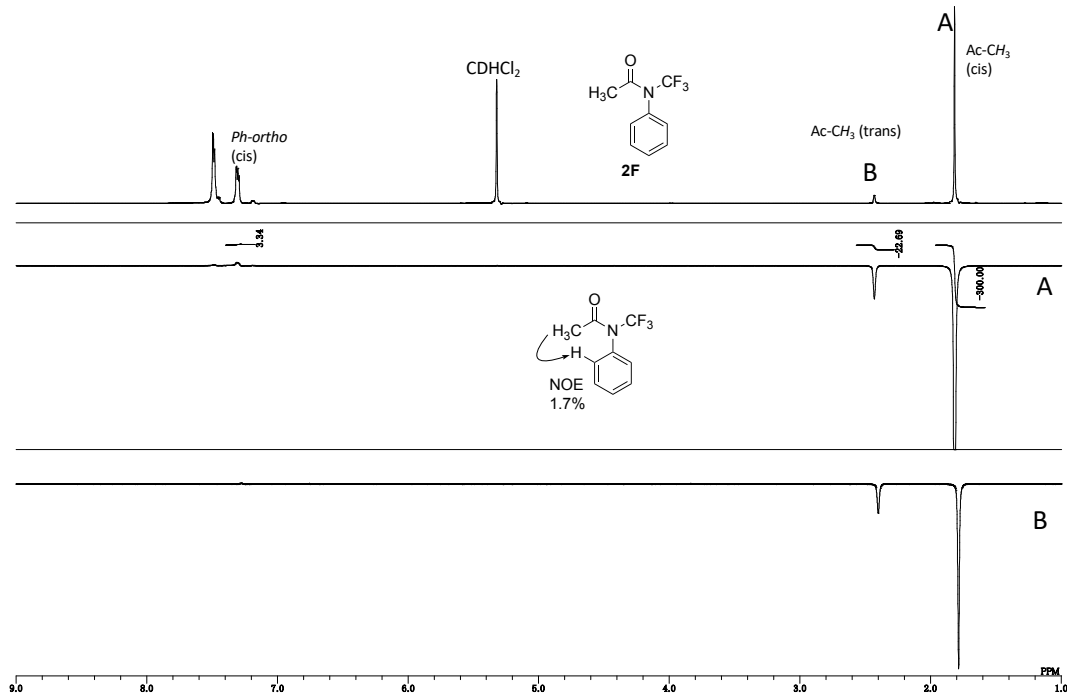 A
Ac-CH3
(cis)
CDHCl2
O
H3C
N
CF3
2F
Ph-ortho
(cis)
Ac-CH3 (trans)
B
3.34
-22.69
-300.00
A
O
H3C
N
CF3
H
NOE
1.7%
B
PPM
9.0 8.0 7.0 6.0 5.0 4.0 3.0 2.0 1.0